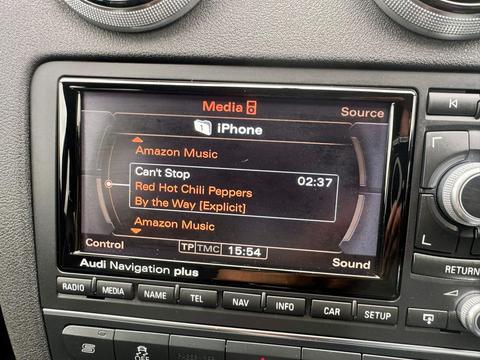 Media
Source
iPhone
Amazon Music
Can't Stop 02:37
Red Hot Chili Peppers
By the Way [Explicit]
Amazon Music
Control
TP TMC 15:54
Sound
Audi Navigation plus
RETURN
RADIO MEDIA NAME TEL NAV INFO CAR SETUP
OFF